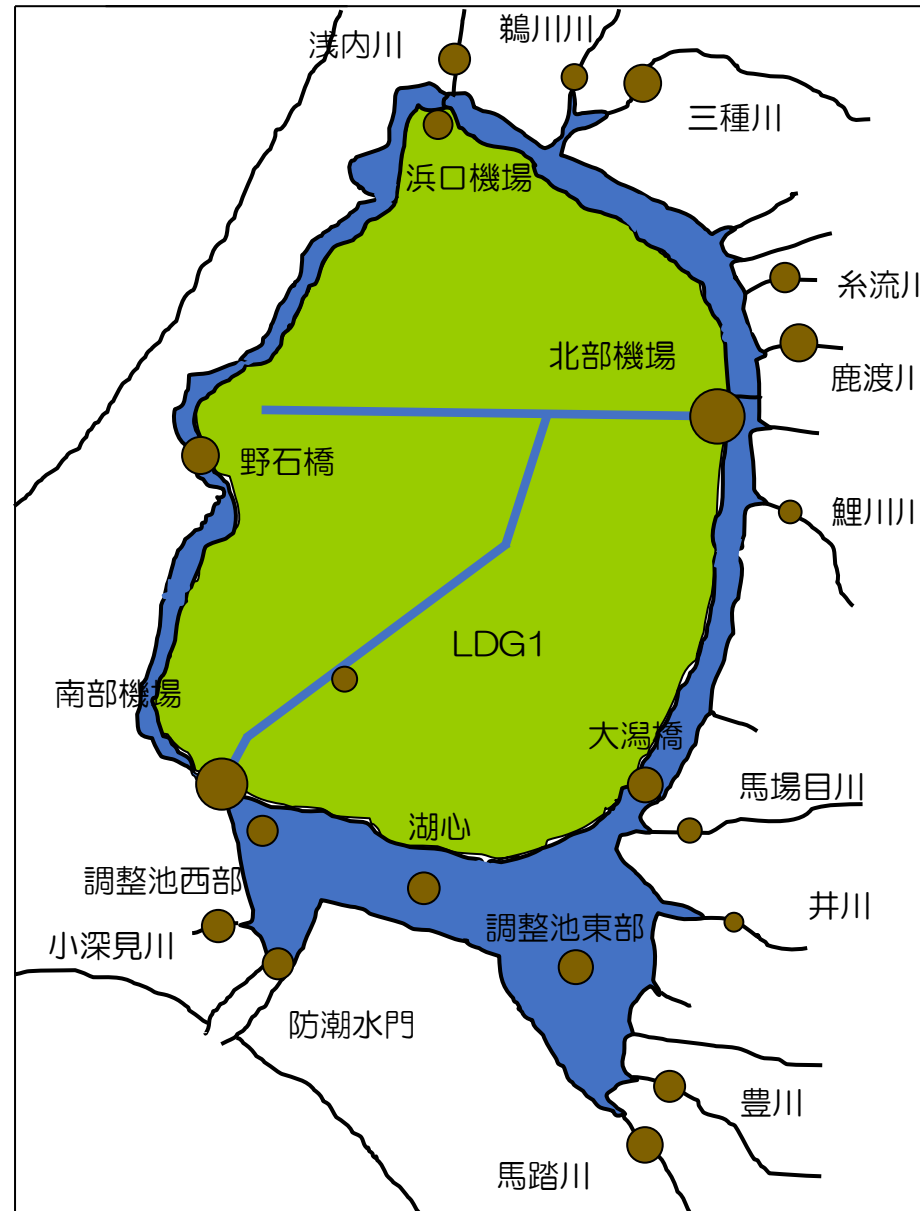 鵜川川
浅内川
三種川
浜口機場
糸流川
北部機場
鹿渡川
野石橋
鯉川川
LDG1
南部機場
大潟橋
馬場目川
湖心
調整池西部
井川
調整池東部
小深見川
防潮水門
豊川
馬踏川